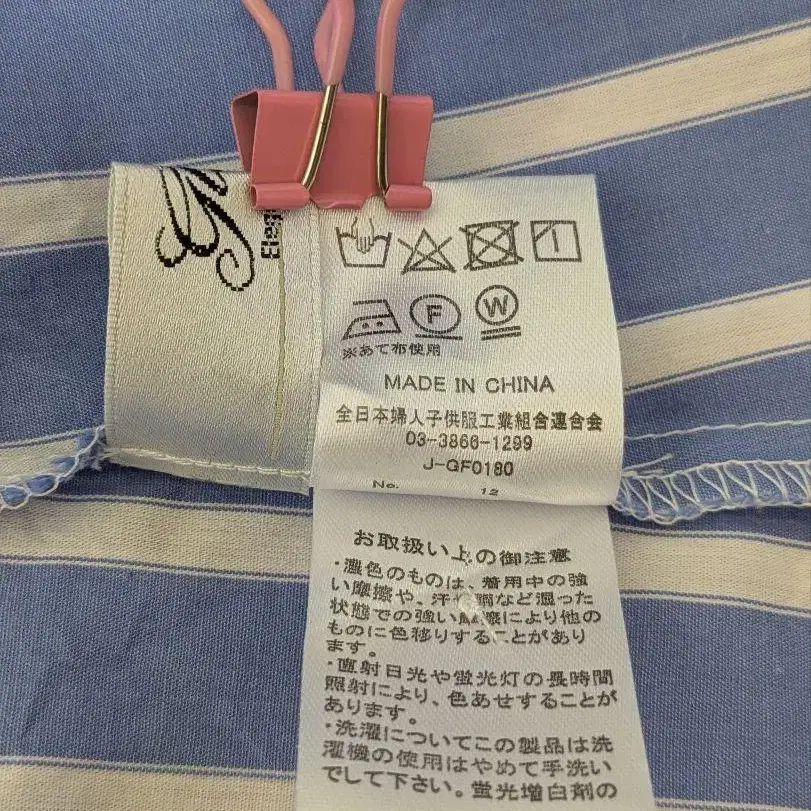 F
W
※あて布使用
MADE IN CHINA
全日本婦人子供服工業組合連合会
03-3866-1299
J-GF0180
No. 12
お取扱い上の御注意
・濃色のものは、着用中の強
い摩擦や、汗や雨など湿った
状態での強い摩擦により他の
ものに色移りすることがあり
ます。
・直射日光や蛍光灯の長時間
照射により、色あせすることが
あります。
・洗濯についてこの製品は洗
濯機の使用はやめて手洗い
でして下さい。蛍光増白剤の